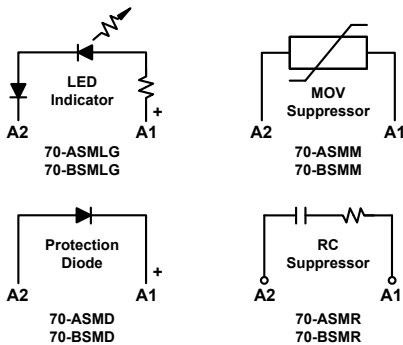 LED
Indicator
A2
A1
+
70-ASMLG
70-BSMLG
MOV
Suppressor
A2
A1
70-ASMM
70-BSMM
Protection
Diode
A2
A1
+
70-ASMD
70-BSMD
RC
Suppressor
A2
A1
70-ASMR
70-BSMR